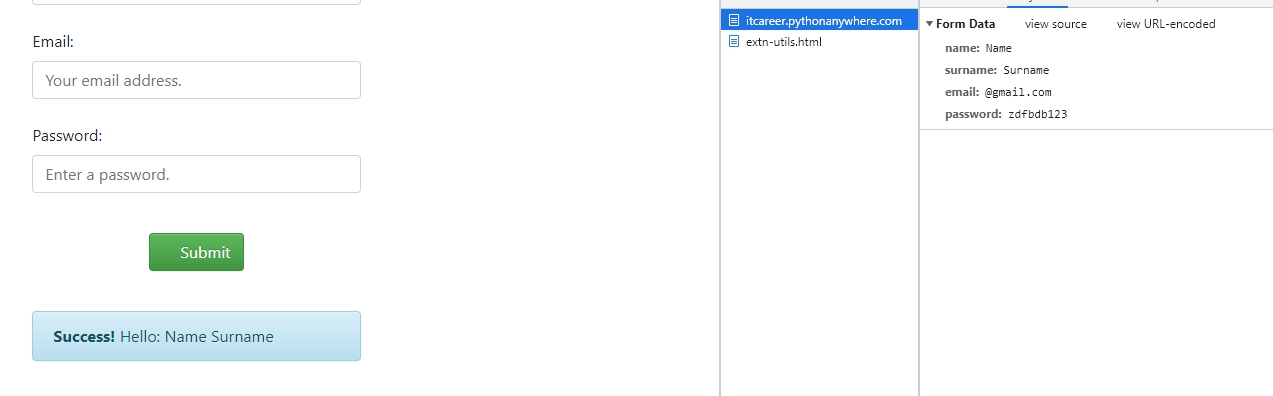 Email:
Your email address.
Password:
Enter a password.
Submit
Success! Hello: Name Surname
itcareer.pythonanywhere.com
extn-utils.html
Form Data view source view URL-encoded
name: Name
surname: Surname
email: @gmail.com
password: zdfbdb123